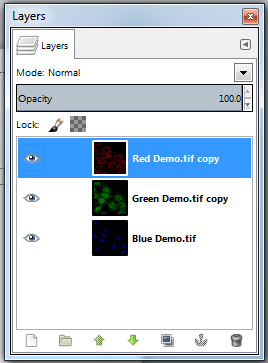 Layers
Layers
Mode: Normal
Opacity 100.0
Lock:
Red Demo.tif copy
Green Demo.tif copy
Blue Demo.tif